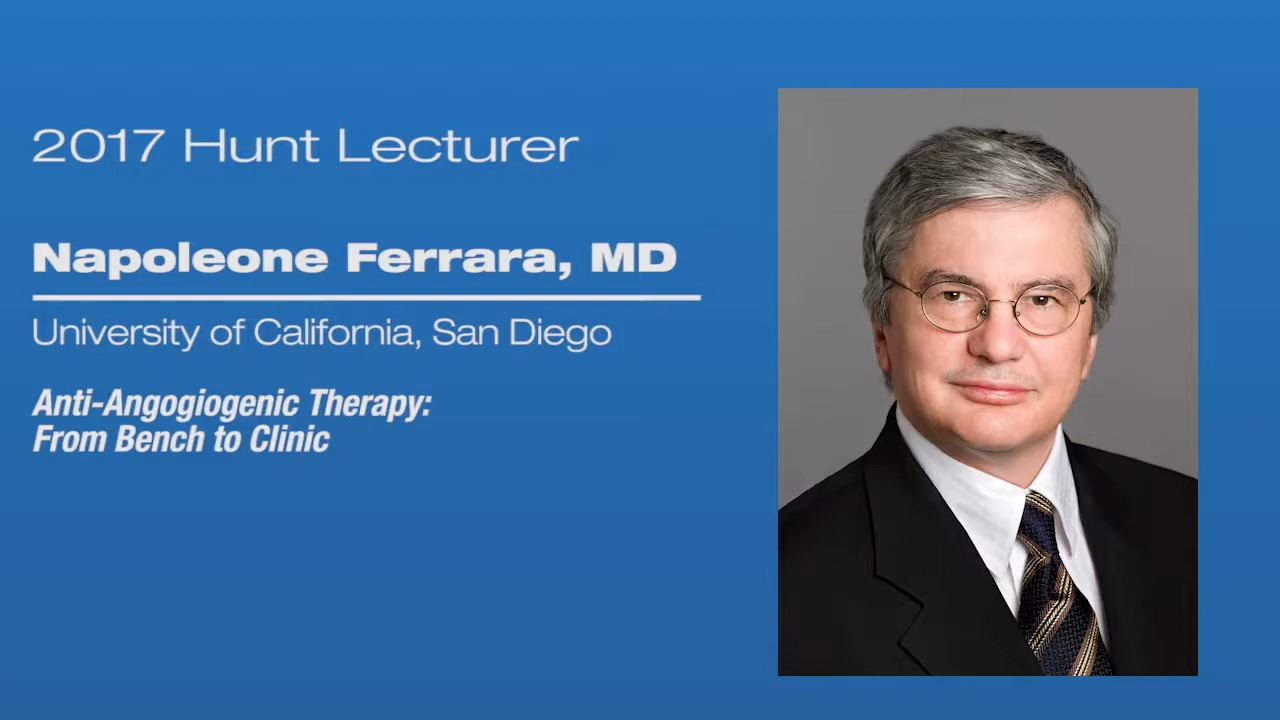 2017 Hunt Lecturer
Napoleone Ferrara, MD
University of California, San Diego
Anti-Angogiogenic Therapy:
From Bench to Clinic